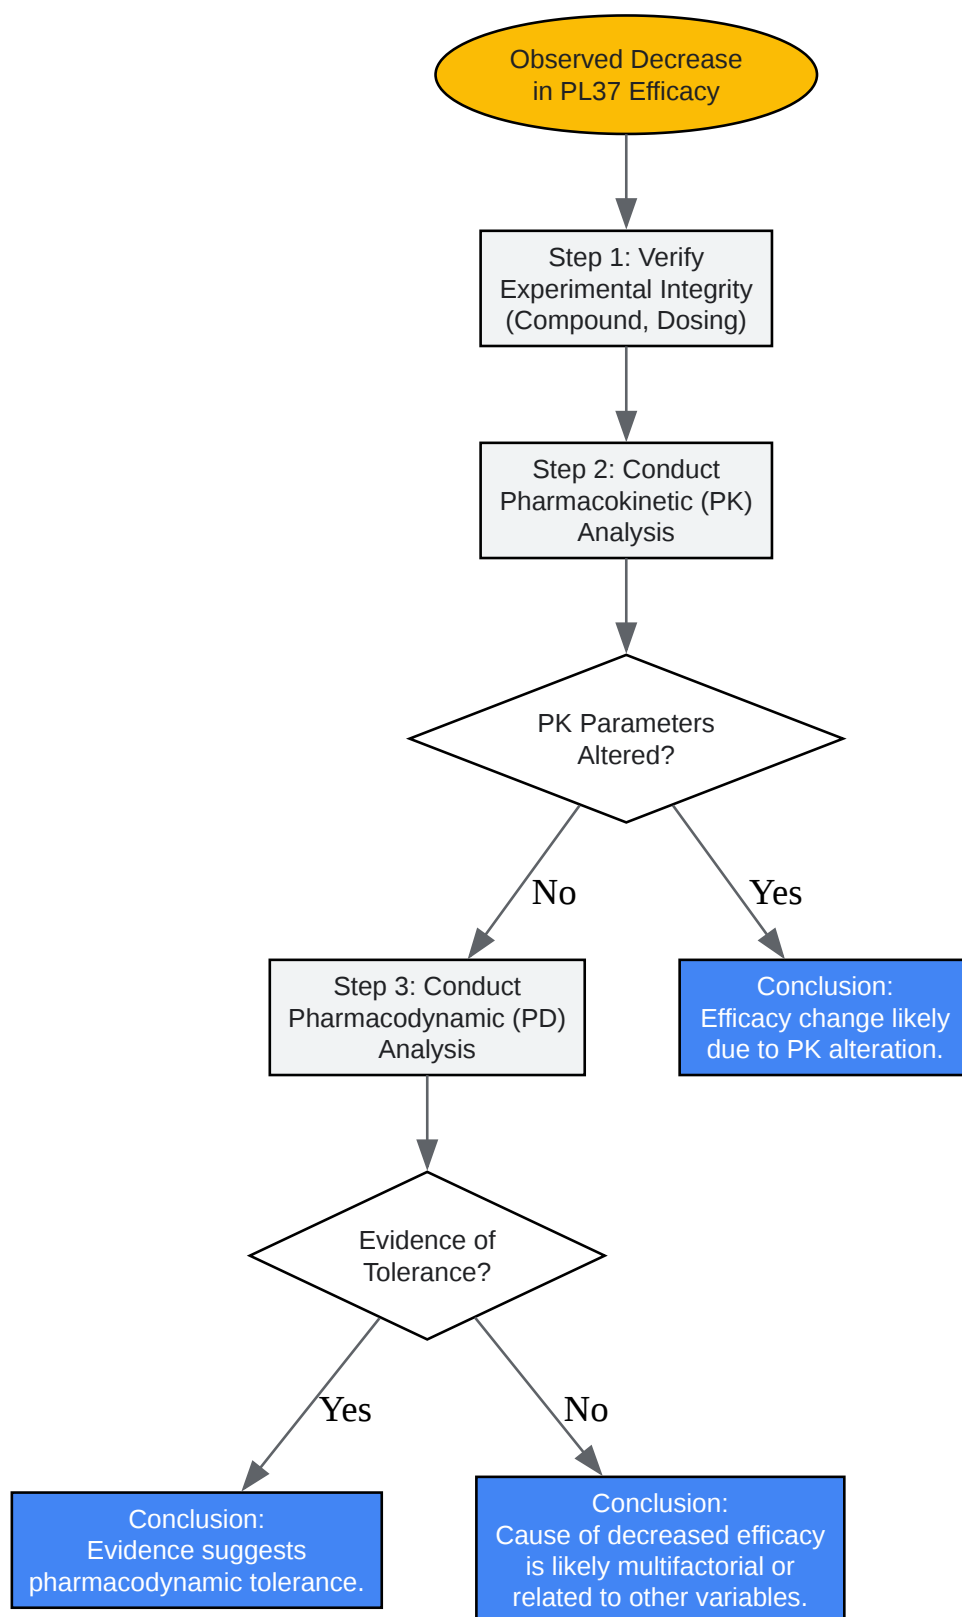 Observed Decrease
in PL37 Efficacy
Step 1: Verify
Experimental Integrity
(Compound, Dosing)
Step 2: Conduct
Pharmacokinetic (PK)
Analysis
PK Parameters
Altered?
No
Yes
Step 3: Conduct
Pharmacodynamic (PD)
Analysis
Conclusion:
Efficacy change likely
due to PK alteration.
Evidence of
Tolerance?
Yes
No
Conclusion:
Evidence suggests
pharmacodynamic tolerance.
Conclusion:
Cause of decreased efficacy
is likely multifactorial or
related to other variables.